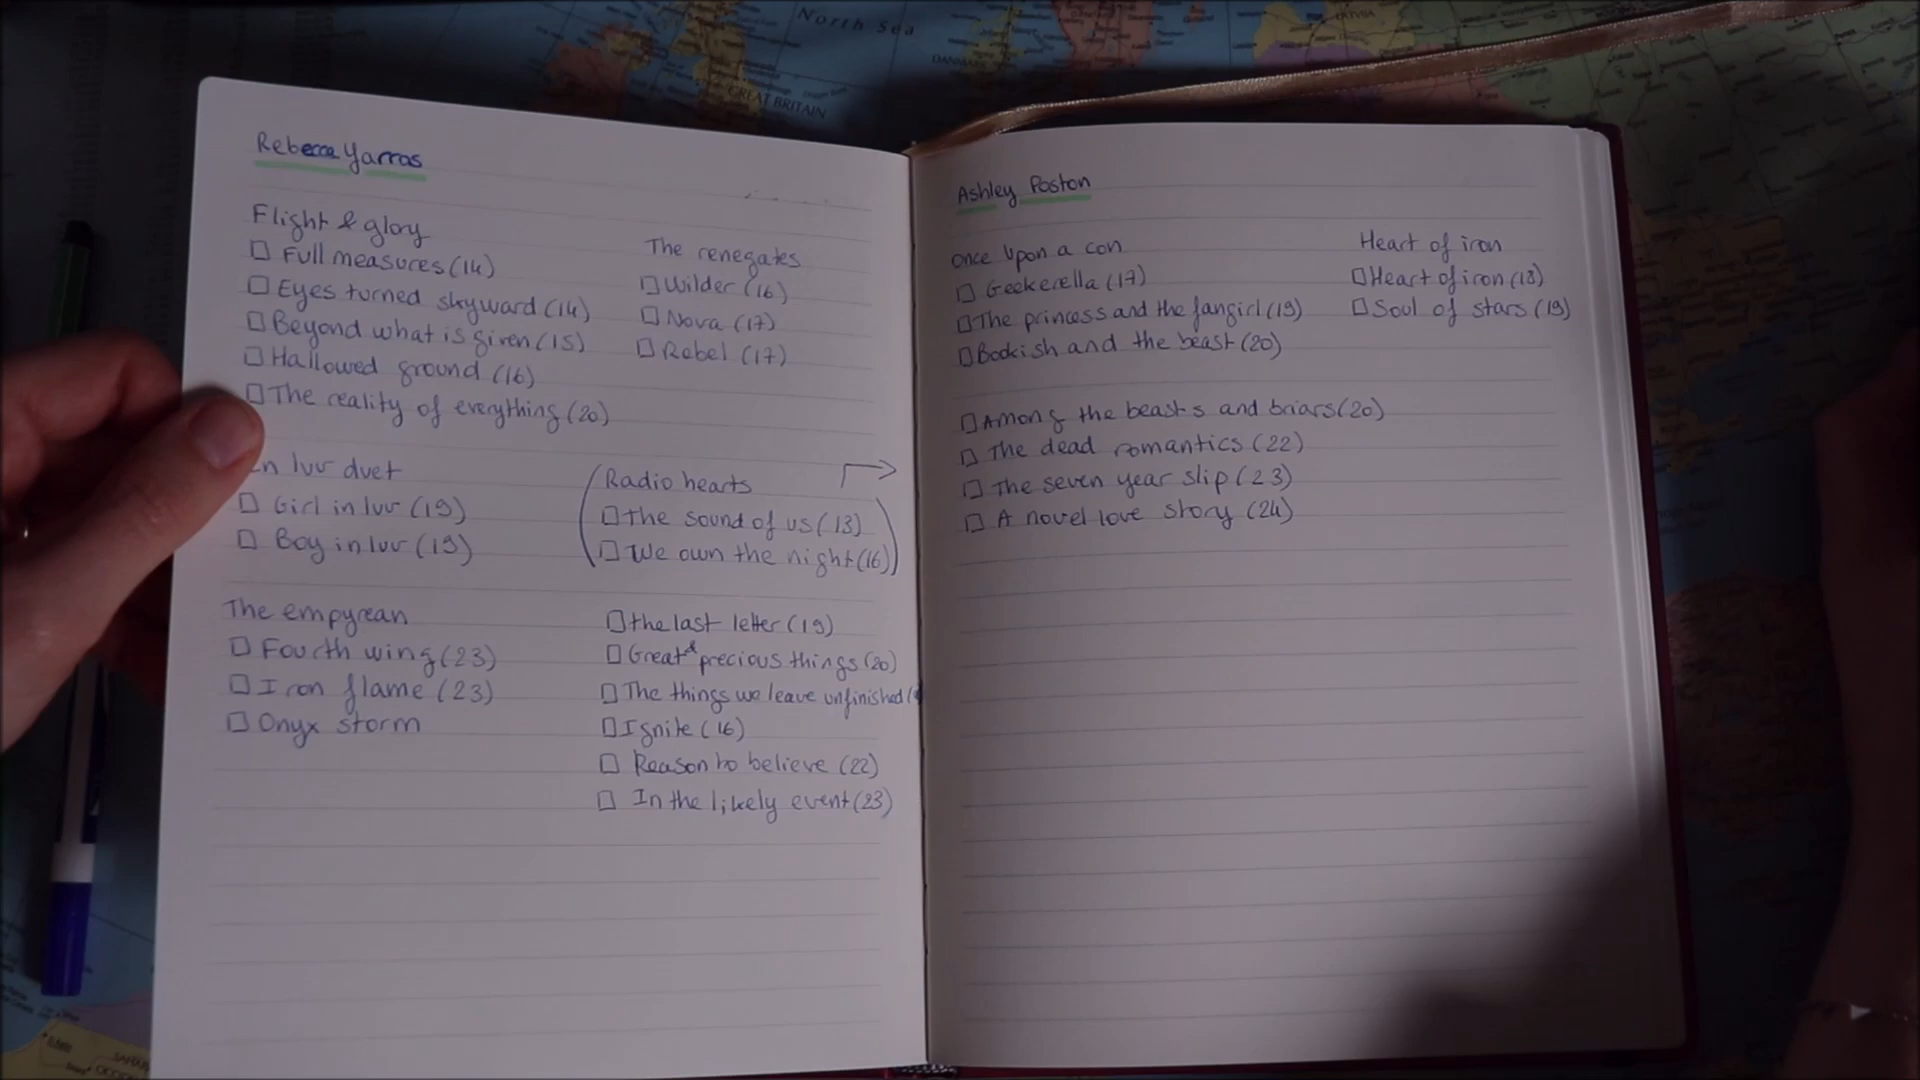 North Sea
DENMARK
LATVIA
GREAT BRITAIN
Rebecca Yarros
Flight & glory
□ Full measures (14)
□ Eyes turned skyward (14)
□ Beyond what is given (15)
□ Hallowed ground (16)
□ The reality of everything (20)
The renegates
□ Wilder (16)
□ Nova (17)
□ Rebel (17)
n luv duet
□ Girl in luv (19)
□ Boy in luv (19)
(Radio hearts →
□ The sound of us (13)
□ We own the night (16))
The empyrean
□ Fourth wing (23)
□ Iron flame (23)
□ Onyx storm
□ the last letter (19)
□ Great & precious things (20)
□ The things we leave unfinished (
□ Ignite (16)
□ Reason to believe (22)
□ In the likely event (23)
Ashley Poston
Once Upon a con
□ Geekerella (17)
□ The princess and the fangirl (19)
□ Bookish and the beast (20)
Heart of iron
□ Heart of iron (18)
□ Soul of stars (19)
□ Among the beasts and briars (20)
□ The dead romantics (22)
□ The seven year slip (23)
□ A novel love story (24)